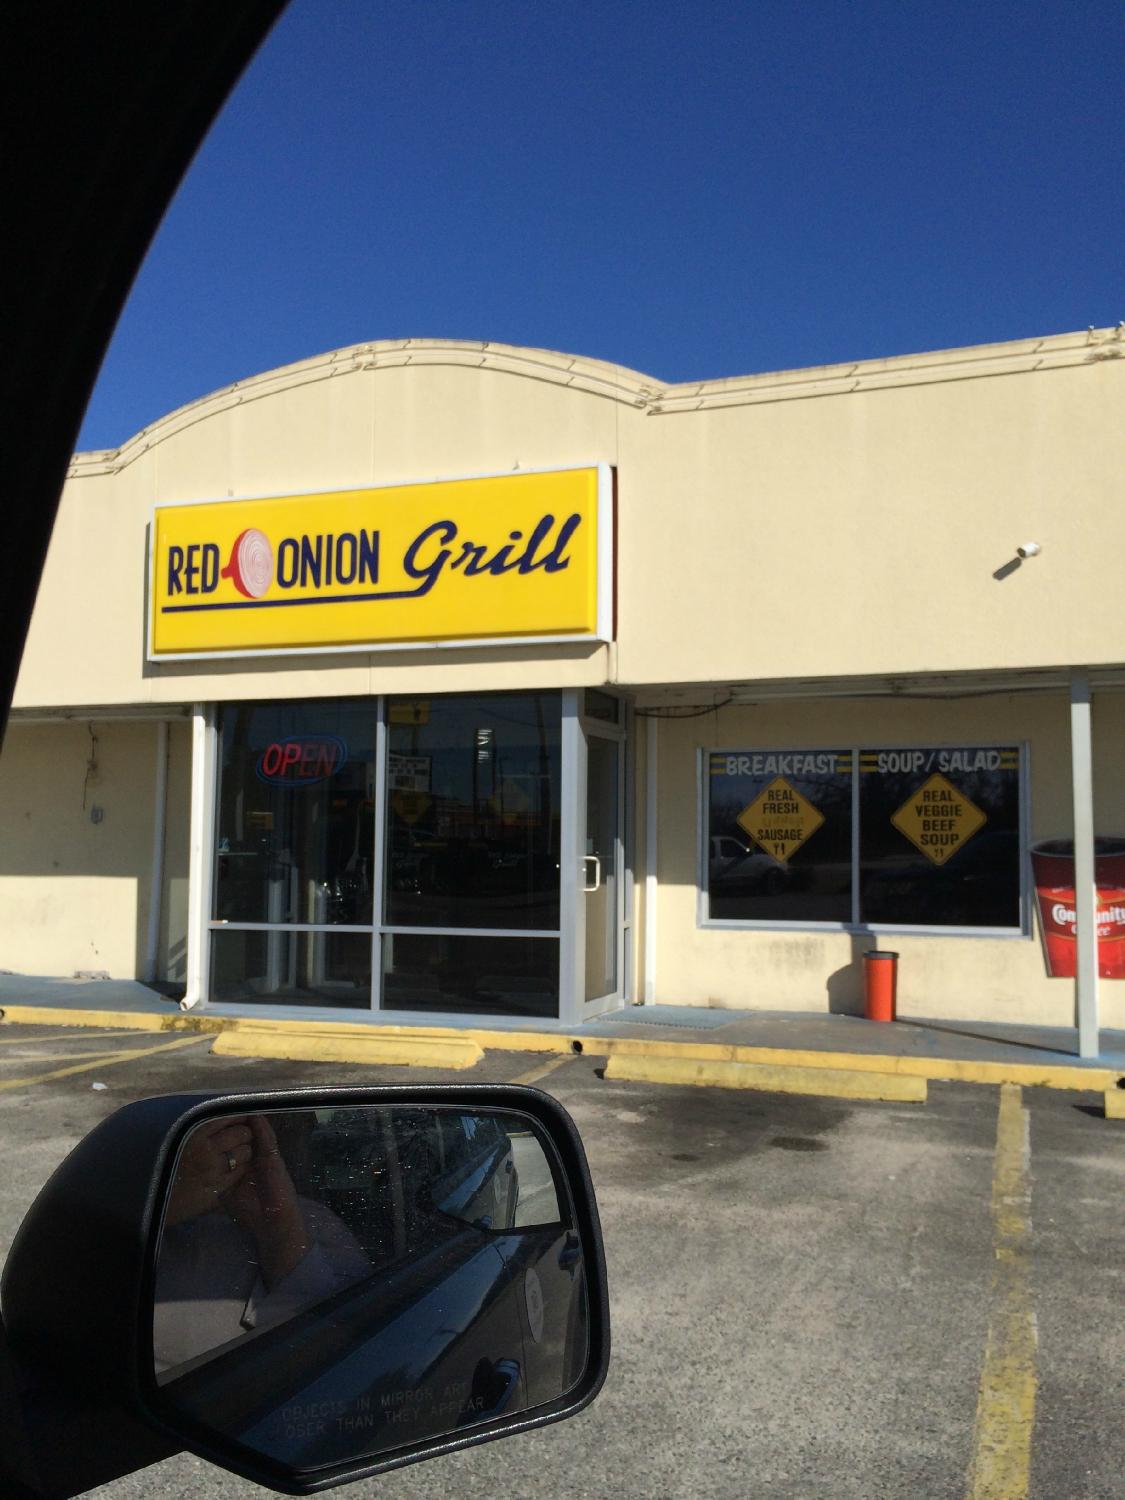 RED ONION Grill
OPEN
BREAKFAST
REAL
FRESH
SAUSAGE
SOUP/SALAD
REAL
VEGGIE
BEEF
SOUP
Community
OBJECTS IN MIRROR ARE
OSER THAN THEY APPEAR